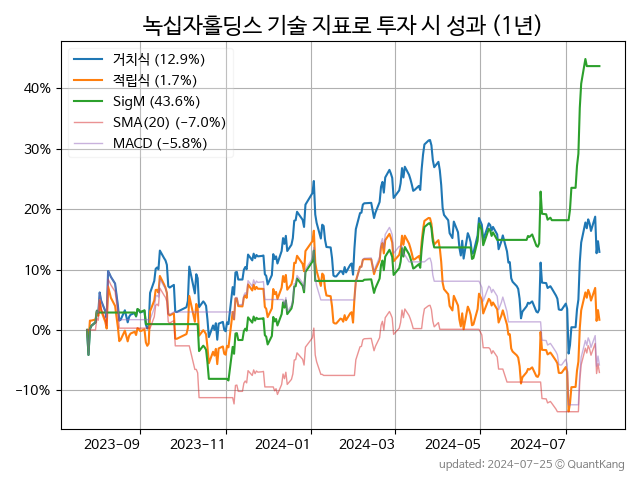 녹십자홀딩스 기술 지표로 투자 시 성과 (1년)
거치식 (12.9%)
적립식 (1.7%)
SigM (43.6%)
SMA(20) (−7.0%)
MACD (−5.8%)
40%
30%
20%
10%
0%
−10%
2023-09 2023-11 2024-01 2024-03 2024-05 2024-07
updated: 2024-07-25 © QuantKang